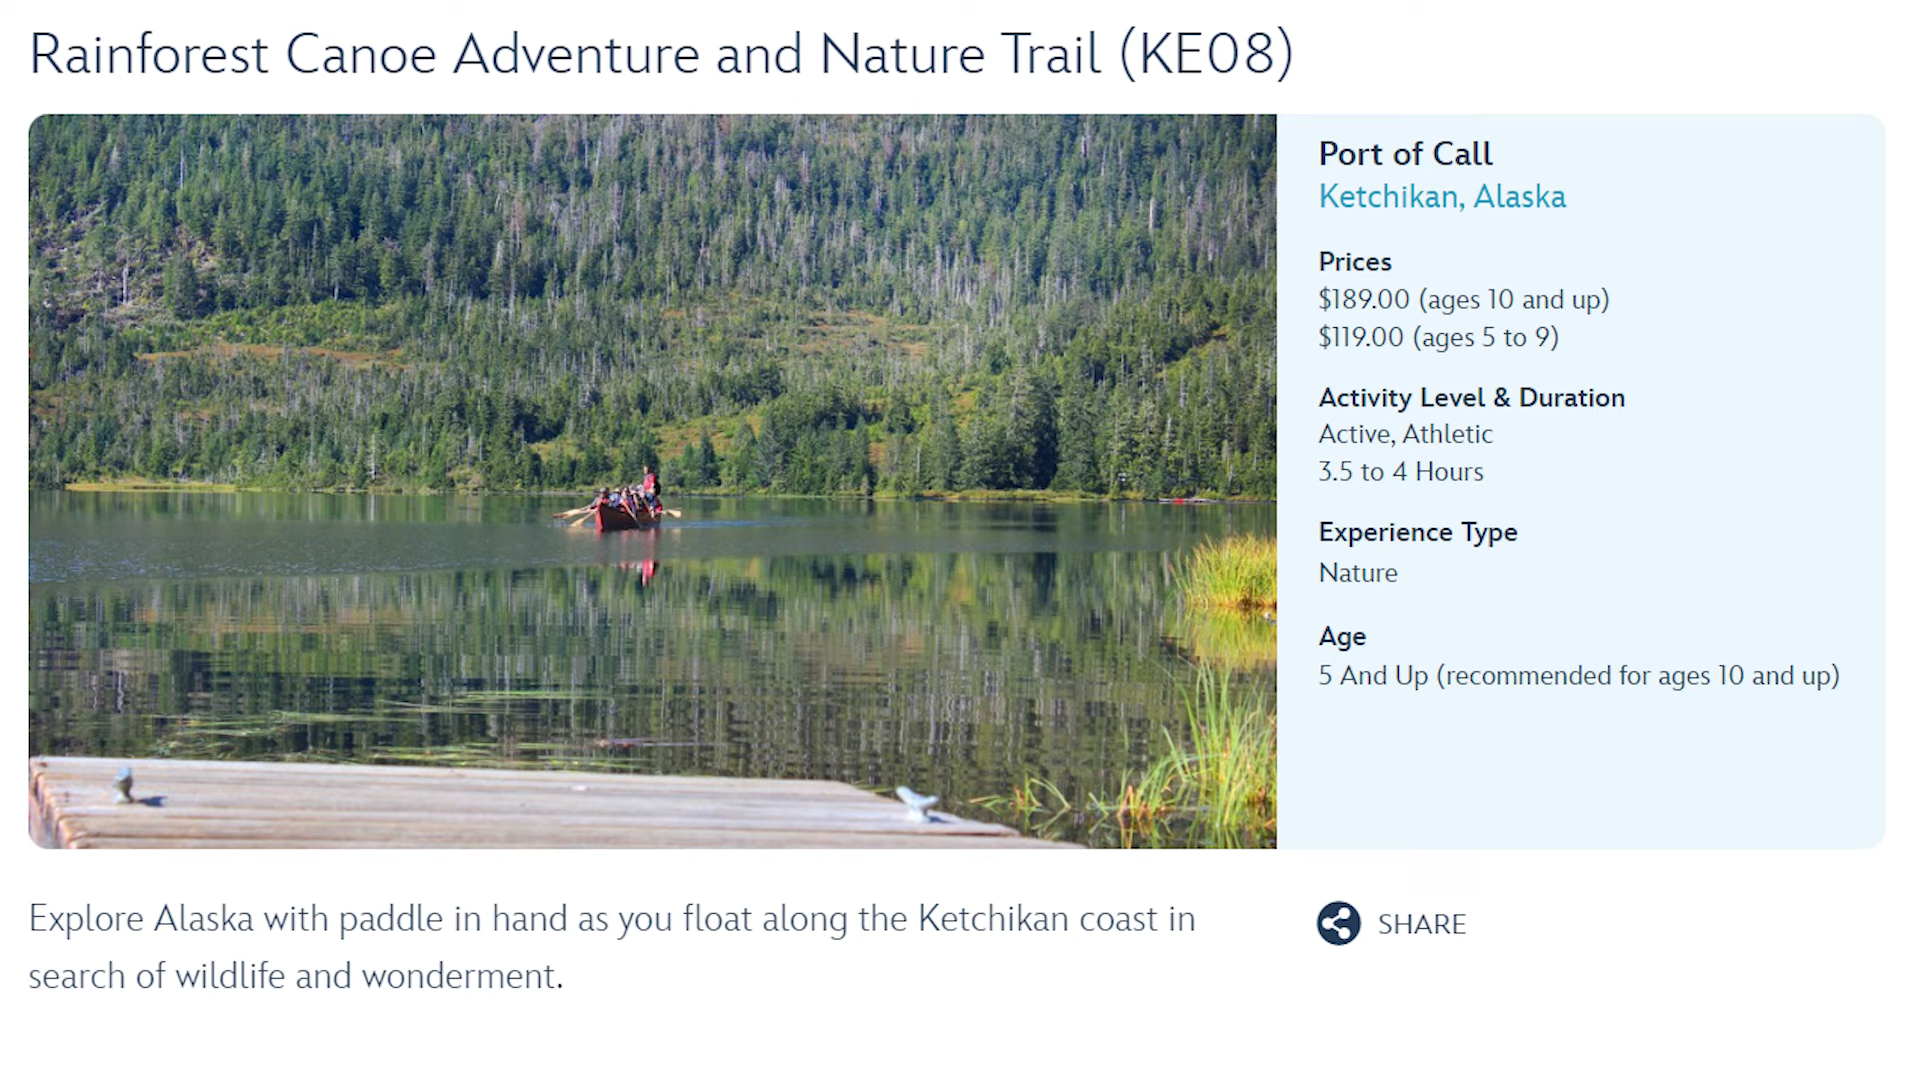 Rainforest Canoe Adventure and Nature Trail (KE08)
Port of Call
Ketchikan, Alaska
Prices
$189.00 (ages 10 and up)
$119.00 (ages 5 to 9)
Activity Level & Duration
Active, Athletic
3.5 to 4 Hours
Experience Type
Nature
Age
5 And Up (recommended for ages 10 and up)
Explore Alaska with paddle in hand as you float along the Ketchikan coast in
search of wildlife and wonderment.
SHARE